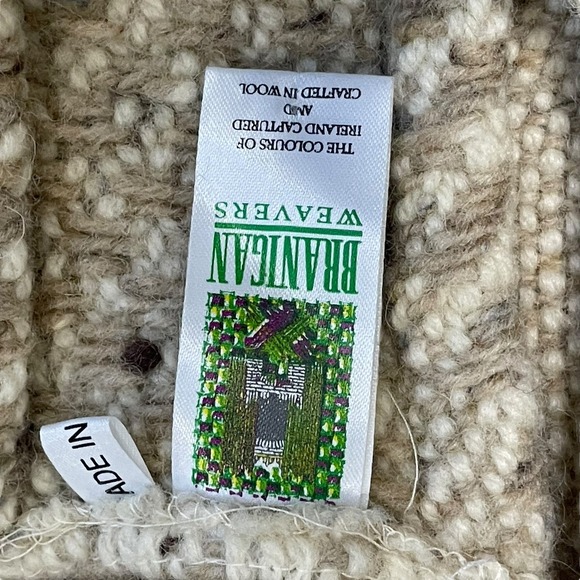 BRANIGAN
WEAVERS
THE COLOURS OF
IRELAND CAPTURED
AND
CRAFTED IN WOOL
ADE IN